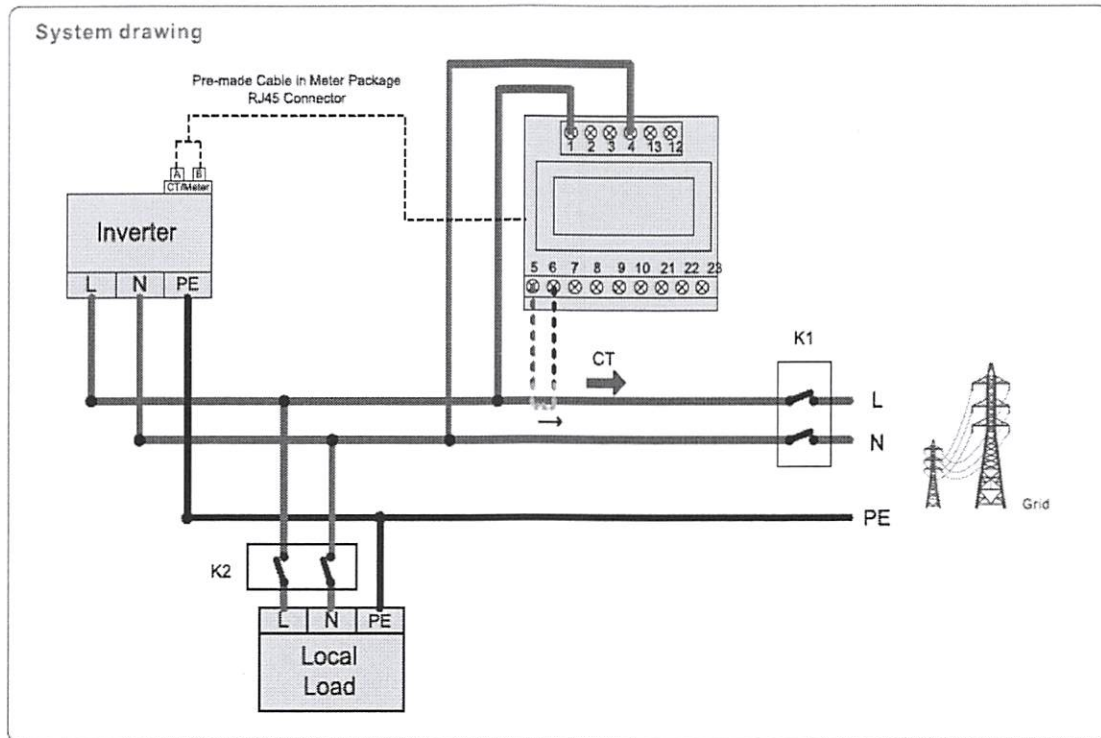 System drawing
Pre-made Cable in Meter Package
RJ45 Connector
A B
CT/Meter
Inverter
L N PE
1 2 3 4 13 12
5 6 7 8 9 10 21 22 23
CT
K1
L
N
PE
Grid
K2
L N PE
Local
Load